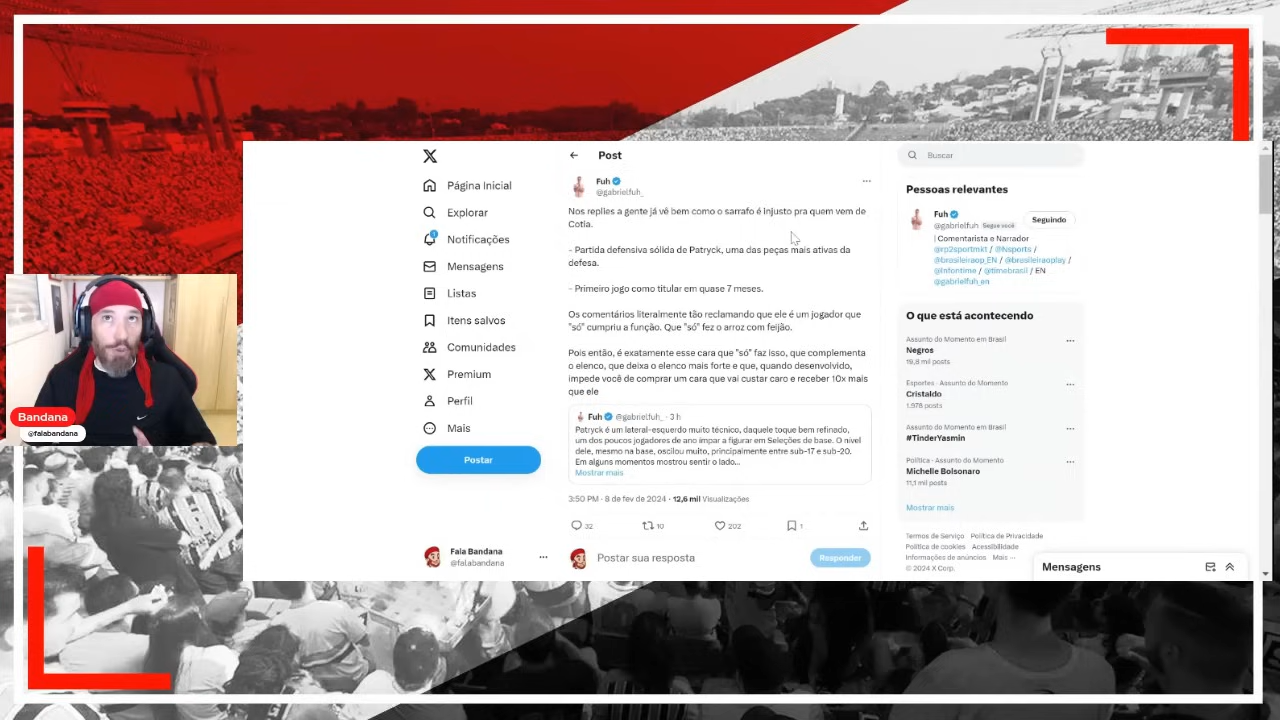 Página Inicial
Explorar
1
Notificações
Mensagens
Listas
Itens salvos
Comunidades
Premium
Perfil
Mais
Postar
Fala Bandana
@falabandana
Post
Fuh
@gabrielfuh_
Nos replies a gente já vê bem como o sarrafo é injusto pra quem vem de
Cotia.
- Partida defensiva sólida de Patryck, uma das peças mais ativas da
defesa.
- Primeiro jogo como titular em quase 7 meses.
Os comentários literalmente tão reclamando que ele é um jogador que
"só" cumpriu a função. Que "só" fez o arroz com feijão.
Pois então, é exatamente esse cara que "só" faz isso, que complementa
o elenco, que deixa o elenco mais forte e que, quando desenvolvido,
impede você de comprar um cara que vai custar caro e receber 10x mais
que ele
Fuh @gabrielfuh_ · 3 h
Patryck é um lateral-esquerdo muito técnico, daquele toque bem refinado,
um dos poucos jogadores de ano ímpar a figurar em Seleções de base. O nível
dele, mesmo na base, oscilou muito, principalmente entre sub-17 e sub-20.
Em alguns momentos mostrou sentir o lado...
Mostrar mais
3:50 PM · 8 de fev de 2024 · 12,6 mil Visualizações
32
10
202
1
Postar sua resposta
Responder
Buscar
Pessoas relevantes
Fuh
@gabrielfuh_ Segue você
Seguindo
| Comentarista e Narrador
@rp2sportmkt / @Nsports /
@brasileiraop_EN / @brasileiraoplay /
@lnfontime / @timebrasil / EN
@gabrielfuh_en
O que está acontecendo
Assunto do Momento em Brasil
Negros
19,8 mil posts
Esportes · Assunto do Momento
Cristaldo
1.976 posts
Assunto do Momento em Brasil
#TinderYasmin
Política · Assunto do Momento
Michelle Bolsonaro
11,1 mil posts
Mostrar mais
Termos de Serviço Política de Privacidade
Política de cookies Acessibilidade
Informações de anúncios Mais ···
© 2024 X Corp.
Mensagens
Bandana
@falabandana